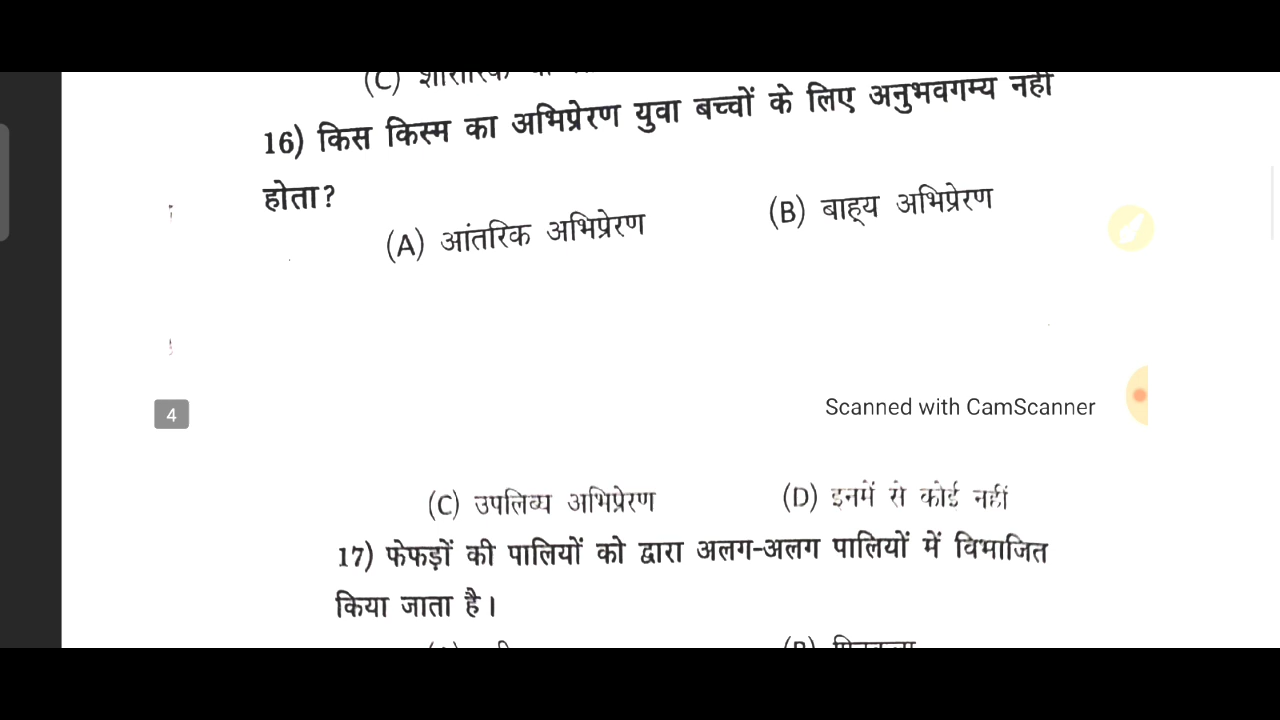 (C) शारीरिक
16) किस किस्म का अभिप्रेरण युवा बच्चों के लिए अनुभवगम्य नहीं
होता?
(A) आंतरिक अभिप्रेरण (B) बाह्य अभिप्रेरण
4
Scanned with CamScanner
(C) उपलिव्य अभिप्रेरण (D) इनमें से कोई नहीं
17) फेफड़ों की पालियों को द्वारा अलग-अलग पालियों में विभाजित
किया जाता है।